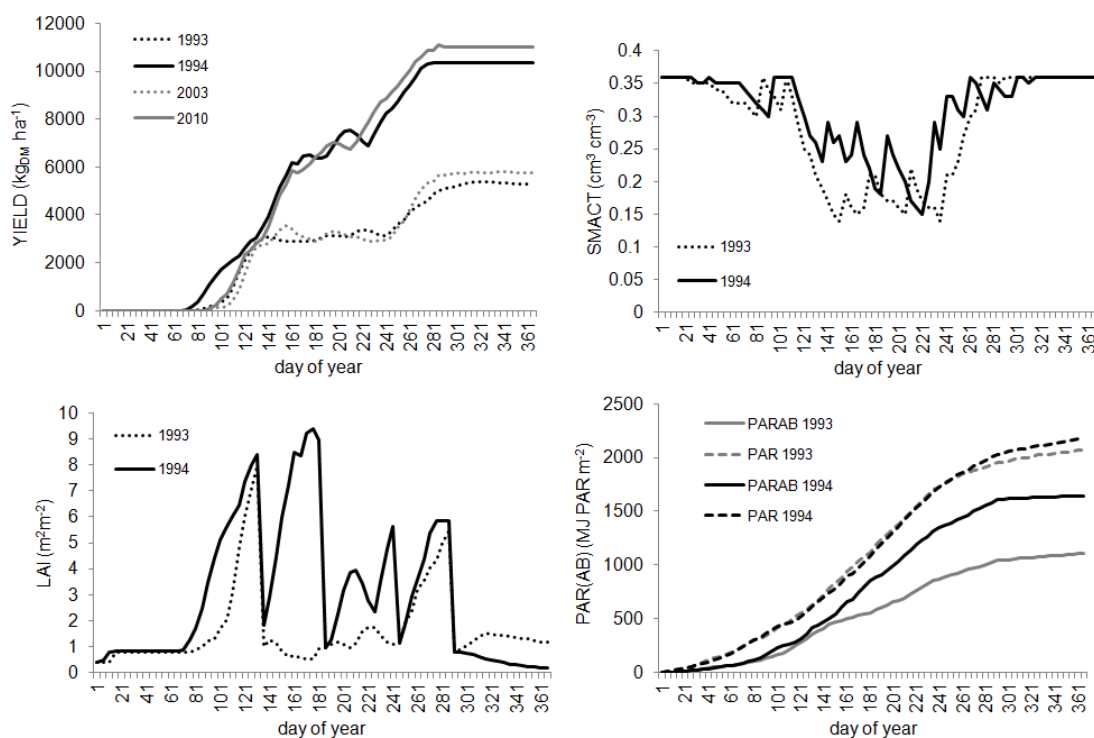 12000
10000
8000
6000
4000
2000
0
YIELD (kgDM ha-1)
1993
1994
2003
2010
1 21 41 61 81 101 121 141 161 181 201 221 241 261 281 301 321 341 361
day of year
0.4
0.35
0.3
0.25
0.2
0.15
0.1
0.05
0
SMACT (cm3 cm-3)
1993
1994
1 21 41 61 81 101 121 141 161 181 201 221 241 261 281 301 321 341 361
day of year
10
9
8
7
6
5
4
3
2
1
0
LAI (m2m-2)
1993
1994
1 21 41 61 81 101 121 141 161 181 201 221 241 261 281 301 321 341 361
day of year
2500
2000
1500
1000
500
0
PAR(AB) (MJ PAR m-2)
PARAB 1993
PAR 1993
PARAB 1994
PAR 1994
1 21 41 61 81 101 121 141 161 181 201 221 241 261 281 301 321 341 361
day of year